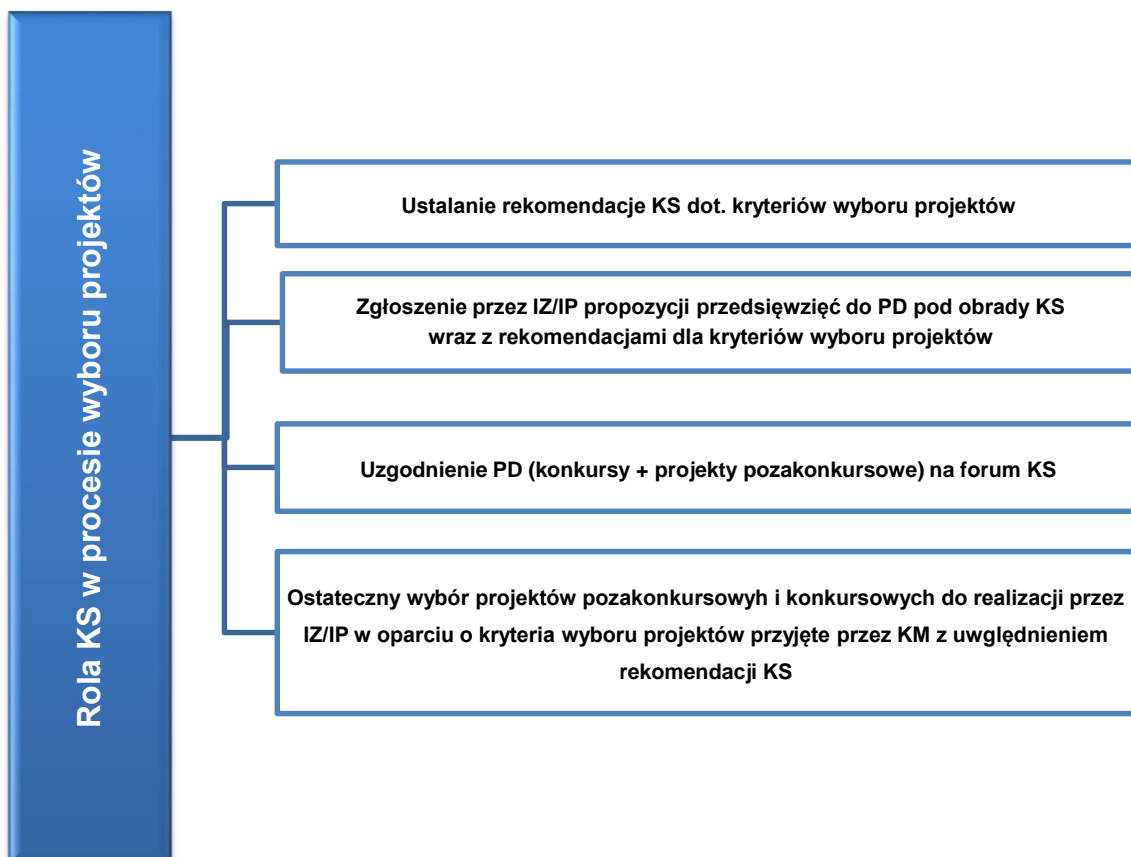 Rola KS w procesie wyboru projektów
Ustalanie rekomendacje KS dot. kryteriów wyboru projektów
Zgłoszenie przez IZ/IP propozycji przedsięwzięć do PD pod obrady KS
wraz z rekomendacjami dla kryteriów wyboru projektów
Uzgodnienie PD (konkursy + projekty pozakonkursowe) na forum KS
Ostateczny wybór projektów pozakonkursowyh i konkursowych do realizacji przez
IZ/IP w oparciu o kryteria wyboru projektów przyjęte przez KM z uwględnieniem
rekomendacji KS